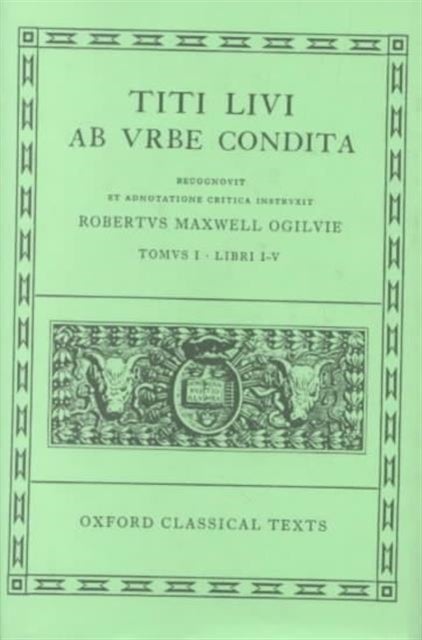 TITI LIVI
AB VRBE CONDITA
RECOGNOVIT
ET ADNOTATIONE CRITICA INSTRVXIT
ROBERTVS MAXWELL OGILVIE
TOMVS I · LIBRI I-V
OXFORD CLASSICAL TEXTS